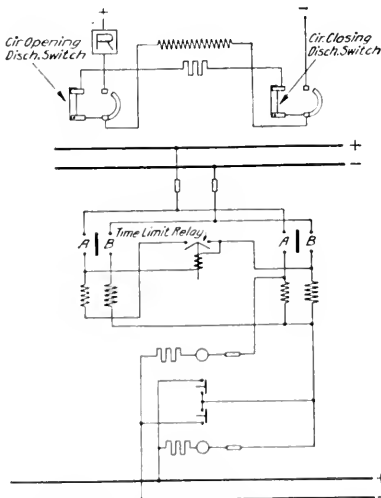 +
R
−
Cir. Opening
Disch. Switch
Cir. Closing
Disch. Switch
+
−
A
B
Time Limit Relay
A
B
+